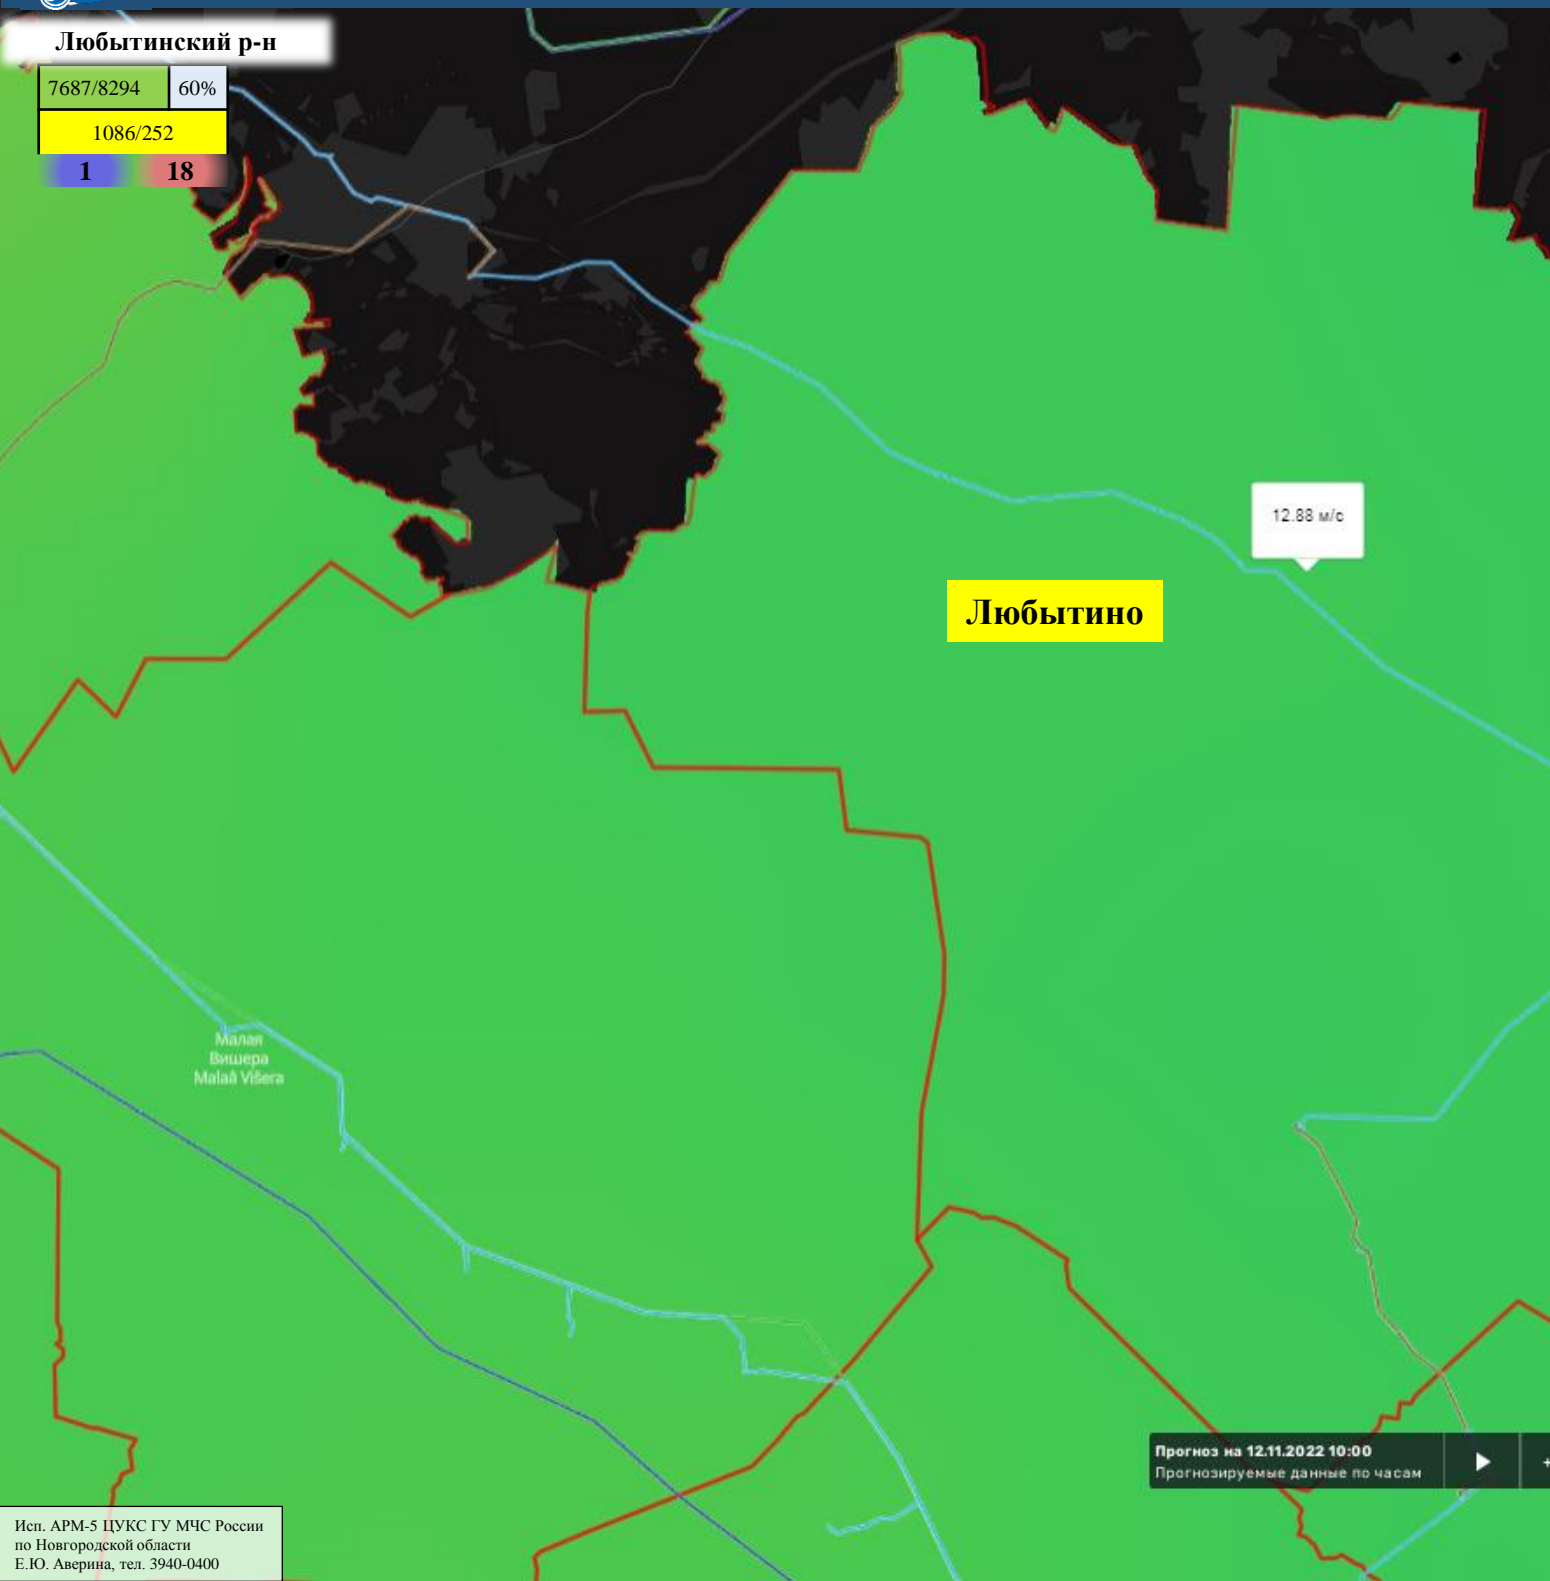 Любытинский р-н
7687/8294 60%
1086/252
1 18
12.88 м/с
Любытино
Малая
Вишера
Malaâ Višera
Прогноз на 12.11.2022 10:00
Прогнозируемые данные по часам
+
Исп. АРМ-5 ЦУКС ГУ МЧС России
по Новгородской области
Е.Ю. Аверина, тел. 3940-0400